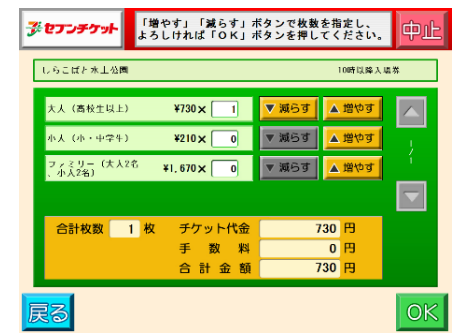 セブンチケット
「増やす」「減らす」ボタンで枚数を指定し、
よろしければ「OK」ボタンを押してください。
中止
しらこばと水上公園
10時以降入場券
大人（高校生以上） ¥730× 1 ▼減らす ▲増やす
小人（小・中学生） ¥210× 0 ▼減らす ▲増やす
ファミリー（大人2名
、小人2名） ¥1,670× 0 ▼減らす ▲増やす
1/1
合計枚数 1 枚 チケット代金 730 円
手数料 0 円
合計金額 730 円
戻る
OK